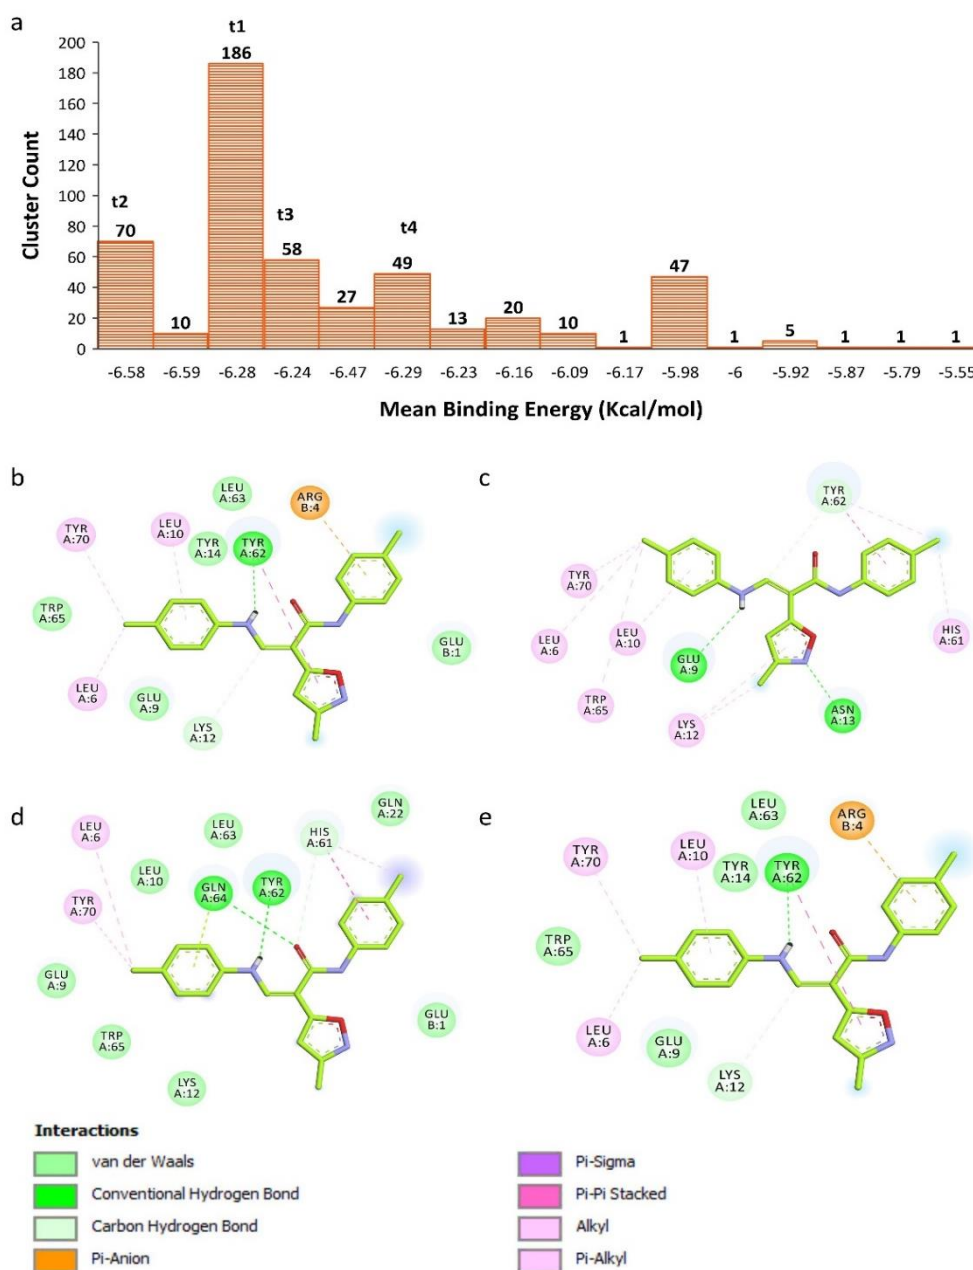 a
t1
200
186
180
160
140
120
100
80
60
40
20
0
Cluster Count
t2
70
10
t3
58
27
t4
49
13
20
10
1
47
1
5
1
1
1
-6.58 -6.59 -6.28 -6.24 -6.47 -6.29 -6.23 -6.16 -6.09 -6.17 -5.98 -6 -5.92 -5.87 -5.79 -5.55
Mean Binding Energy (Kcal/mol)
b
LEU
A:63
ARG
B:4
TYR
A:70
LEU
A:10
TYR
A:14
TYR
A:62
TRP
A:65
GLU
B:1
LEU
A:6
GLU
A:9
LYS
A:12
c
TYR
62
TYR
A:70
LEU
A:6
LEU
A:10
GLU
A:9
HIS
A:61
TRP
A:65
LYS
A:12
ASN
A:13
d
GLN
A:22
LEU
A:6
LEU
A:63
HIS
A:61
LEU
A:10
GLN
A:64
TYR
A:62
TYR
A:70
GLU
A:9
GLU
B:1
TRP
A:65
LYS
A:12
e
LEU
A:63
ARG
B:4
TYR
A:70
LEU
A:10
TYR
A:14
TYR
A:62
TRP
A:65
LEU
A:6
GLU
A:9
LYS
A:12
Interactions
van der Waals
Conventional Hydrogen Bond
Carbon Hydrogen Bond
Pi-Anion
Pi-Sigma
Pi-Pi Stacked
Alkyl
Pi-Alkyl